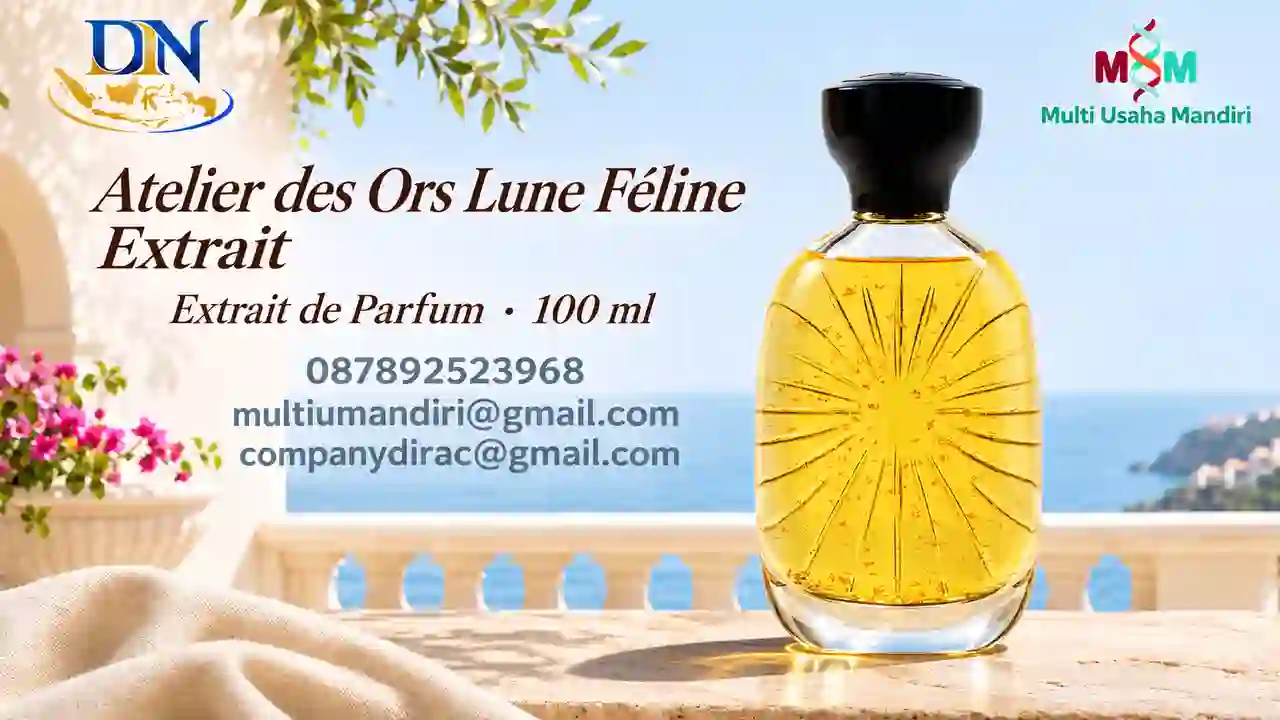 DN
MSM
Multi Usaha Mandiri
Atelier des Ors Lune Féline
Extrait
Extrait de Parfum · 100 ml
087892523968
multiumandiri@gmail.com
companydirac@gmail.com